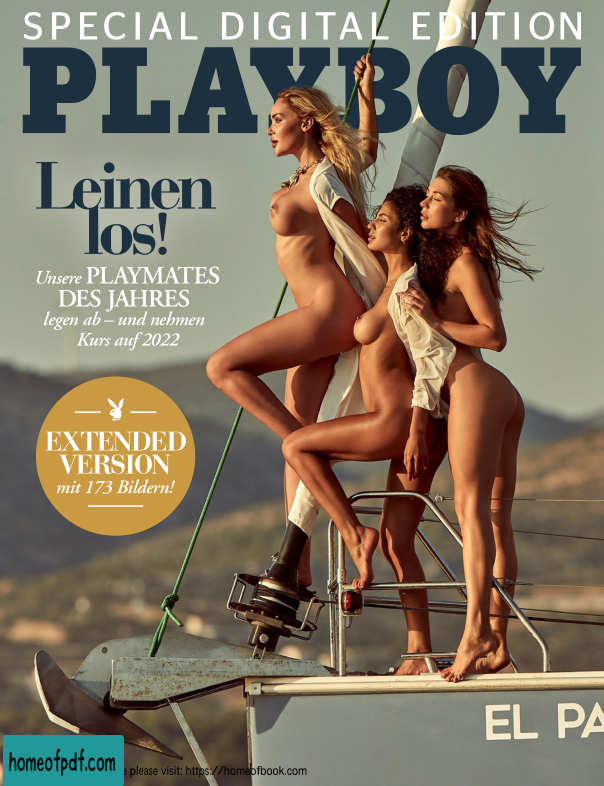 SPECIAL DIGITAL EDITION
PLAYBOY
Leinen
los!
Unsere PLAYMATES
DES JAHRES
legen ab – und nehmen
Kurs auf 2022
EXTENDED
VERSION
mit 173 Bildern!
EL PA
homeofpdf.com
please visit: https://homeofbook.com